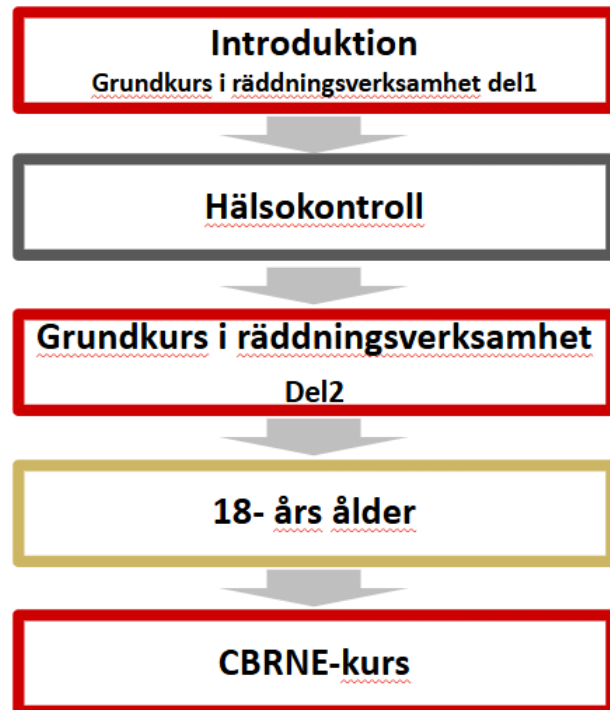 Introduktion
Grundkurs i räddningsverksamhet del1
Hälsokontroll
Grundkurs i räddningsverksamhet
Del2
18- års ålder
CBRNE-kurs